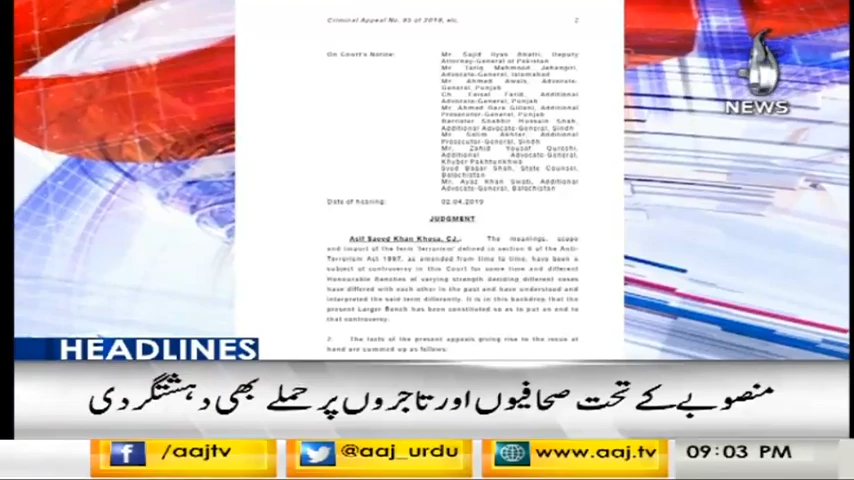 Criminal Appeal No. 95 of 2019, etc.
2
On Court's Notice:
Mr. Sajid Ilyas Bhatti, Deputy
Attorney-General of Pakistan
Mr. Tariq Mahmood Jahangiri,
Advocate-General, Islamabad
Mr. Ahmed Awais, Advocate-
General, Punjab
Ch. Faisal Farid, Additional
Advocate-General, Punjab
Mr. Ahmed Raza Gillani, Additional
Prosecutor-General, Punjab
Barrister Shabbir Hussain Shah,
Additional Advocate-General, Sindh
Mr. Salim Akhtar, Additional
Prosecutor-General, Sindh
Mr. Zahid Yousaf Qureshi,
Additional Advocate-General,
Khyber Pakhtunkhwa
Syed Baqar Shah, State Counsel,
Balochistan
Mr. Ayaz Khan Swati, Additional
Advocate-General, Balochistan
Date of hearing:
02.04.2019
JUDGMENT
Asif Saeed Khan Khosa, CJ.: The meanings, scope
and import of the term 'terrorism' defined in section 6 of the Anti-
Terrorism Act 1997, as amended from time to time, have been a
subject of controversy in this Court for some time and different
Honourable Benches of varying strength deciding different cases
have differed with each other in the past and have understood and
interpreted the said term differently. It is in this backdrop that the
present Larger Bench has been constituted so as to put an end to
that controversy.
2. The facts of the present appeals giving rise to the issue at
hand are summed up as follows:
NEWS
HEADLINES
منصوبے کے تحت صحافیوں اور تاجروں پر حملے بھی دہشتگردی
/aajtv
@aaj_urdu
www.aaj.tv
09:03 PM